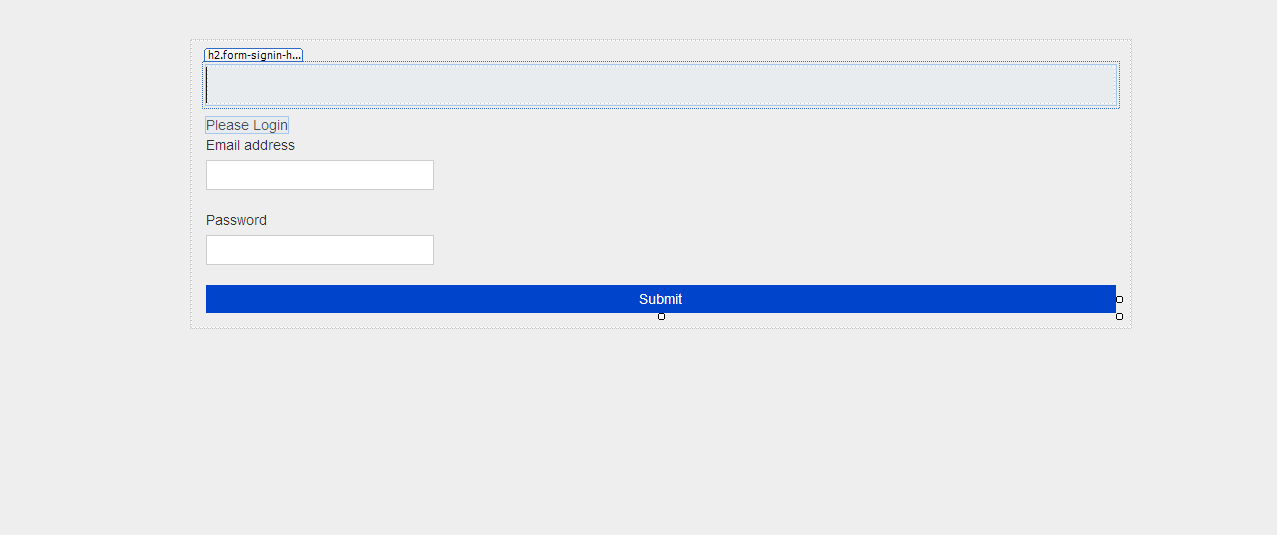 h2.form-signin-h...
Please Login
Email address
Password
Submit